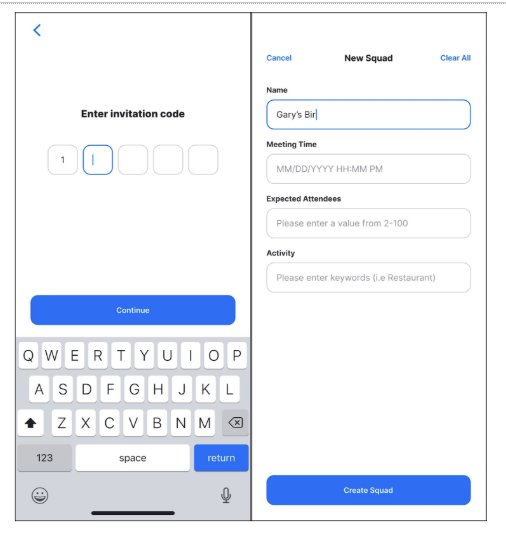 Enter invitation code
1
Continue
Q W E R T Y U I O P
A S D F G H J K L
Z X C V B N M
123 space return
Cancel New Squad Clear All
Name
Gary's Bir
Meeting Time
MM/DD/YYYY HH:MM PM
Expected Attendees
Please enter a value from 2-100
Activity
Please enter keywords (i.e Restaurant)
Create Squad